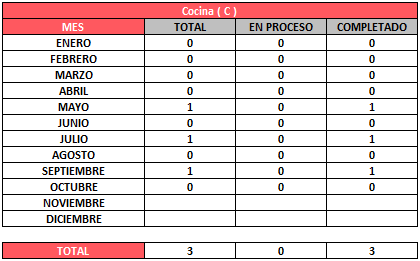 Cocina ( C )
MES TOTAL EN PROCESO COMPLETADO
ENERO 0 0 0
FEBRERO 0 0 0
MARZO 0 0 0
ABRIL 0 0 0
MAYO 1 0 1
JUNIO 0 0 0
JULIO 1 0 1
AGOSTO 0 0 0
SEPTIEMBRE 1 0 1
OCTUBRE 0 0 0
NOVIEMBRE
DICIEMBRE
TOTAL 3 0 3